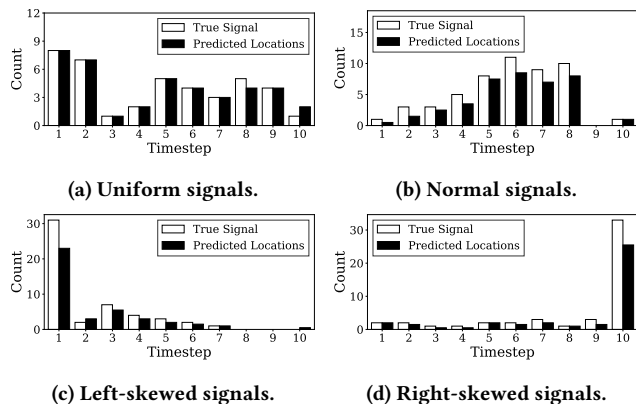 12
9
6
3
0
Count
True Signal
Predicted Locations
1 2 3 4 5 6 7 8 9 10
Timestep
(a) Uniform signals.
15
10
5
0
Count
True Signal
Predicted Locations
1 2 3 4 5 6 7 8 9 10
Timestep
(b) Normal signals.
30
20
10
0
Count
True Signal
Predicted Locations
1 2 3 4 5 6 7 8 9 10
Timestep
(c) Left-skewed signals.
30
20
10
0
Count
True Signal
Predicted Locations
1 2 3 4 5 6 7 8 9 10
Timestep
(d) Right-skewed signals.